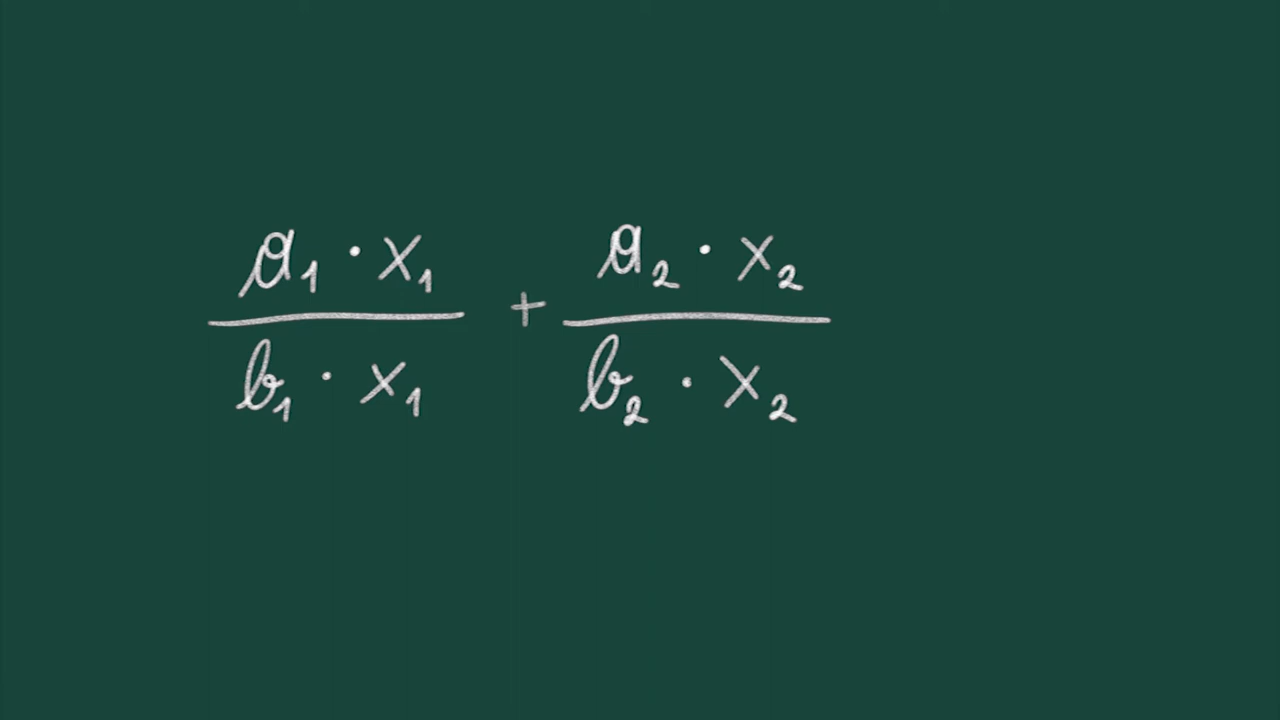 a₁ · x₁ + a₂ · x₂
b₁ · x₁   b₂ · x₂